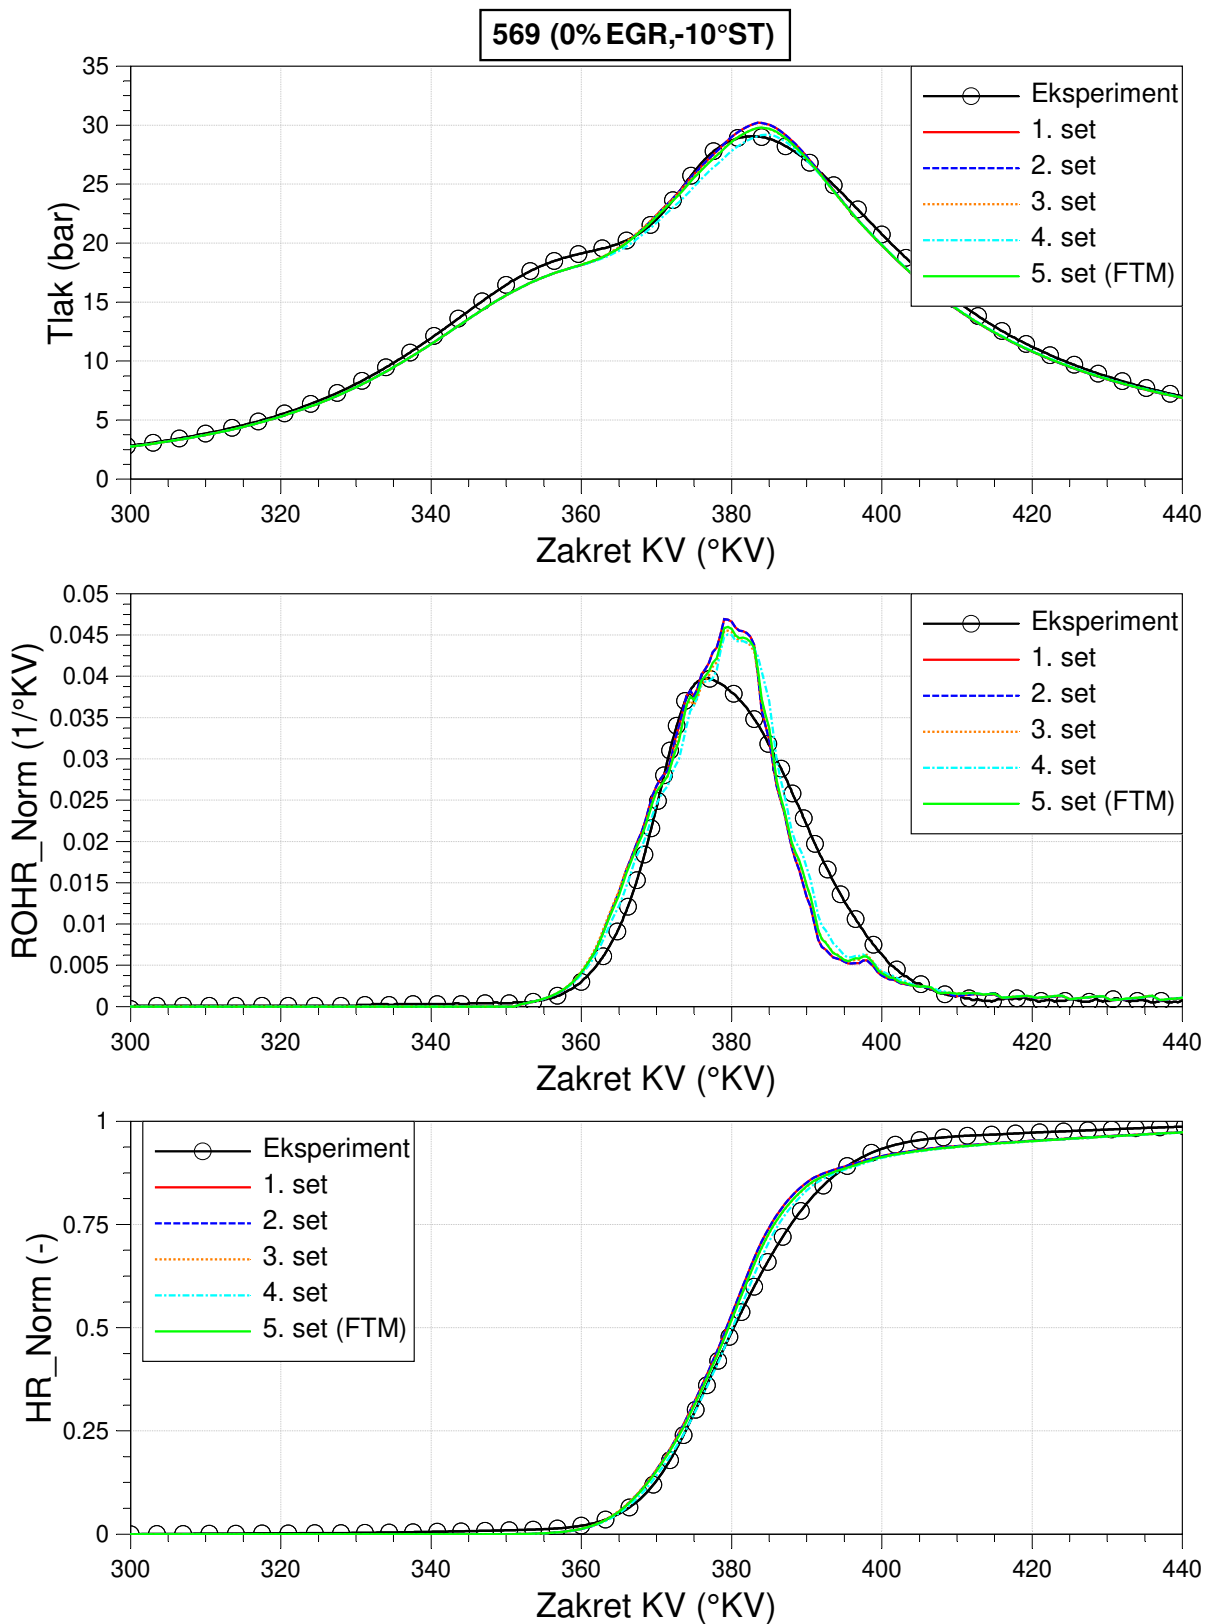 569 (0% EGR,-10°ST)
35
30
25
20
15
10
5
0
Tlak (bar)
Eksperiment
1. set
2. set
3. set
4. set
5. set (FTM)
300 320 340 360 380 400 420 440
Zakret KV (°KV)
0.05
0.045
0.04
0.035
0.03
0.025
0.02
0.015
0.01
0.005
0
ROHR_Norm (1/°KV)
Eksperiment
1. set
2. set
3. set
4. set
5. set (FTM)
300 320 340 360 380 400 420 440
Zakret KV (°KV)
1
0.75
0.5
0.25
0
HR_Norm (-)
Eksperiment
1. set
2. set
3. set
4. set
5. set (FTM)
300 320 340 360 380 400 420 440
Zakret KV (°KV)